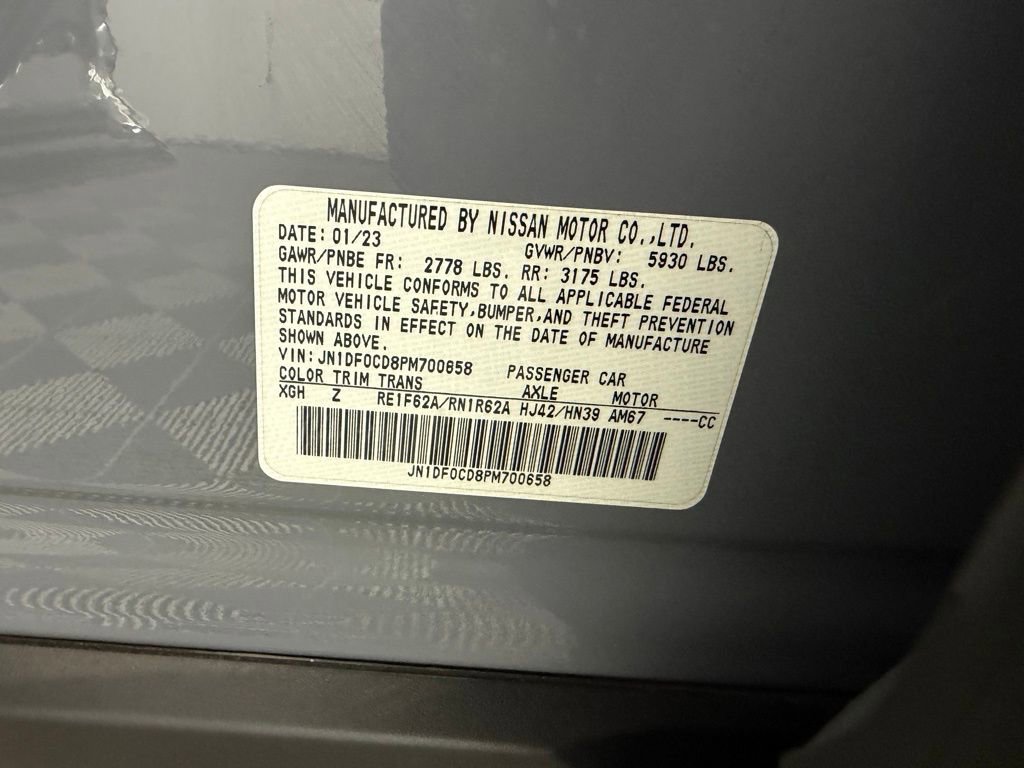 MANUFACTURED BY NISSAN MOTOR CO.,LTD.
DATE: 01/23 GVWR/PNBV: 5930 LBS.
GAWR/PNBE FR: 2778 LBS. RR: 3175 LBS.
THIS VEHICLE CONFORMS TO ALL APPLICABLE FEDERAL
MOTOR VEHICLE SAFETY,BUMPER,AND THEFT PREVENTION
STANDARDS IN EFFECT ON THE DATE OF MANUFACTURE
SHOWN ABOVE.
VIN:JN1DF0CD8PM700658 PASSENGER CAR
COLOR TRIM TRANS AXLE MOTOR
XGH Z RE1F62A/RN1R62A HJ42/HN39 AM67 ----CC
JN1DF0CD8PM700658